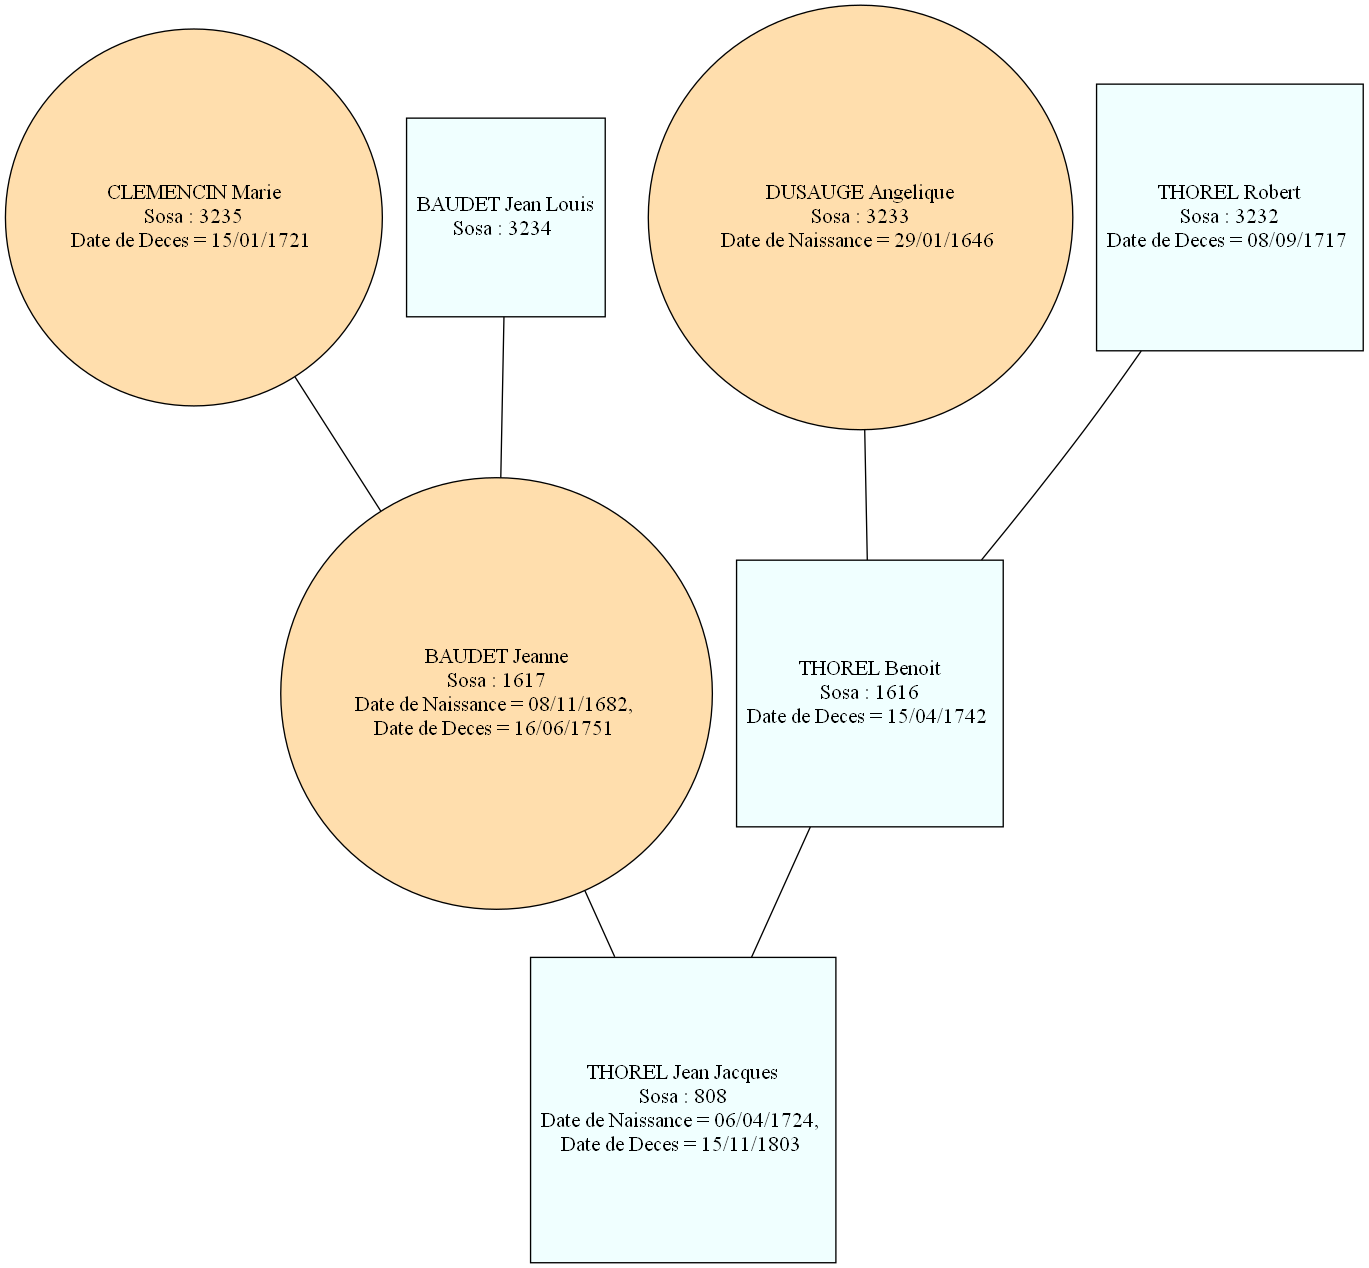 CLEMENCIN Marie
Sosa : 3235
Date de Deces = 15/01/1721
BAUDET Jean Louis
Sosa : 3234
DUSAUGE Angelique
Sosa : 3233
Date de Naissance = 29/01/1646
THOREL Robert
Sosa : 3232
Date de Deces = 08/09/1717
BAUDET Jeanne
Sosa : 1617
Date de Naissance = 08/11/1682,
Date de Deces = 16/06/1751
THOREL Benoit
Sosa : 1616
Date de Deces = 15/04/1742
THOREL Jean Jacques
Sosa : 808
Date de Naissance = 06/04/1724,
Date de Deces = 15/11/1803